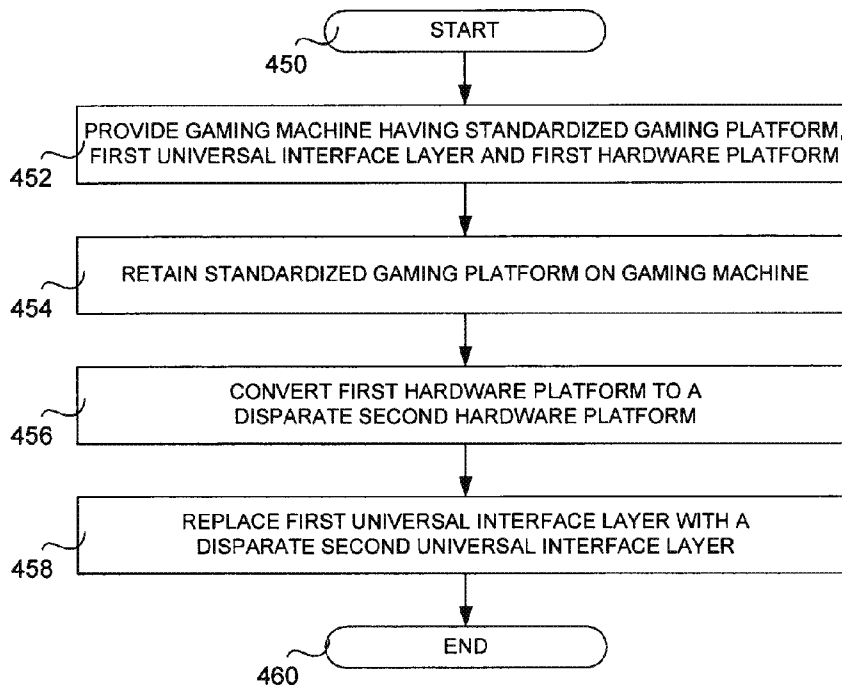 START
450
PROVIDE GAMING MACHINE HAVING STANDARDIZED GAMING PLATFORM,
FIRST UNIVERSAL INTERFACE LAYER AND FIRST HARDWARE PLATFORM
452
RETAIN STANDARDIZED GAMING PLATFORM ON GAMING MACHINE
454
CONVERT FIRST HARDWARE PLATFORM TO A
DISPARATE SECOND HARDWARE PLATFORM
456
REPLACE FIRST UNIVERSAL INTERFACE LAYER WITH A
DISPARATE SECOND UNIVERSAL INTERFACE LAYER
458
END
460